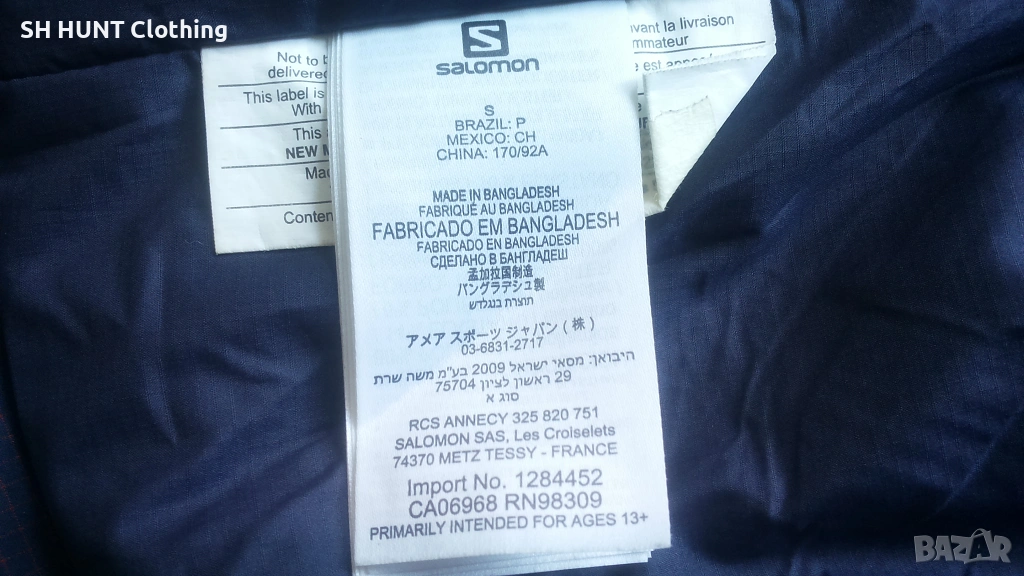 SH HUNT Clothing
Not to b
delivered
This label is
With
This
NEW M
Mad
Conten
vant la livraison
mmateur
e est
salomon
S
BRAZIL: P
MEXICO: CH
CHINA: 170/92A
MADE IN BANGLADESH
FABRIQUÉ AU BANGLADESH
FABRICADO EM BANGLADESH
FABRICADO EN BANGLADESH
СДЕЛАНО В БАНГЛАДЕШ
孟加拉国制造
バングラデシュ製
תוצרת בנגלדש
アメア スポーツ ジャパン（株）
03-6831-2717
היבואן: מסאי ישראל 2009 בע"מ משה שרת
29 ראשון לציון 75704
סוג א
RCS ANNECY 325 820 751
SALOMON SAS, Les Croiselets
74370 METZ TESSY - FRANCE
Import No. 1284452
CA06968 RN98309
PRIMARILY INTENDED FOR AGES 13+
BAZAR